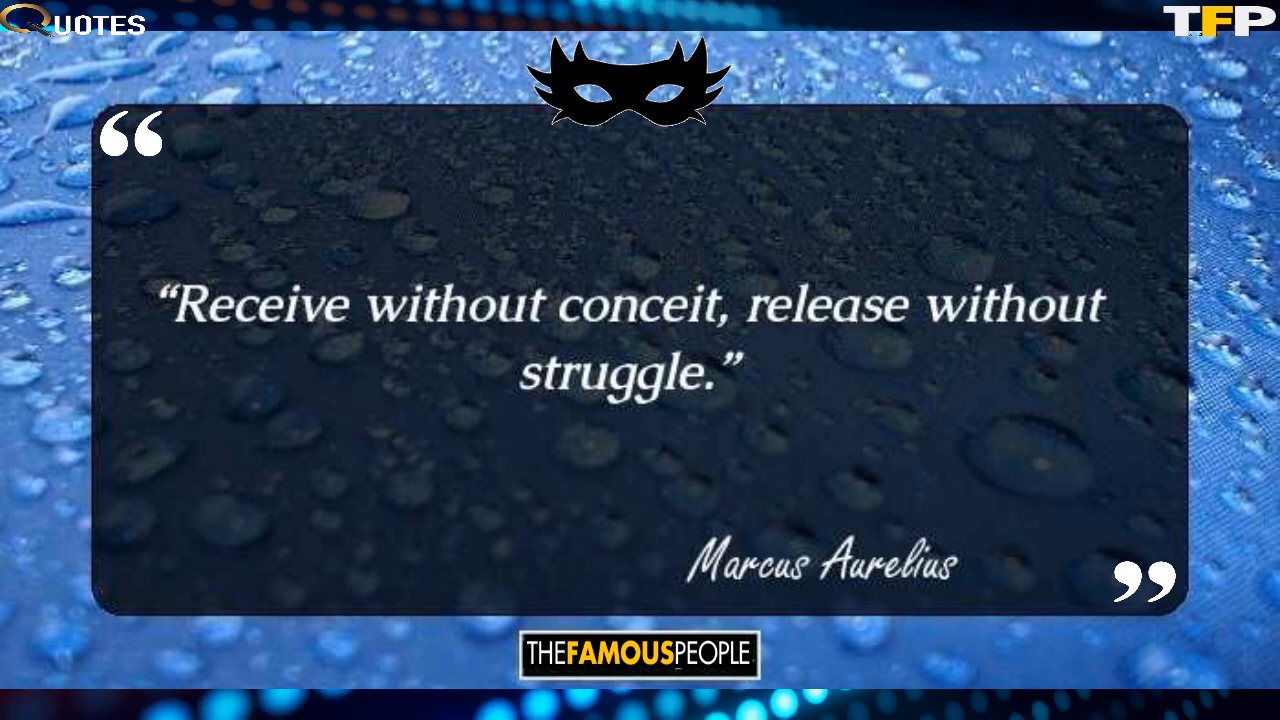 QUOTES
TFP
“Receive without conceit, release without
struggle.”
Marcus Aurelius
THEFAMOUSPEOPLE